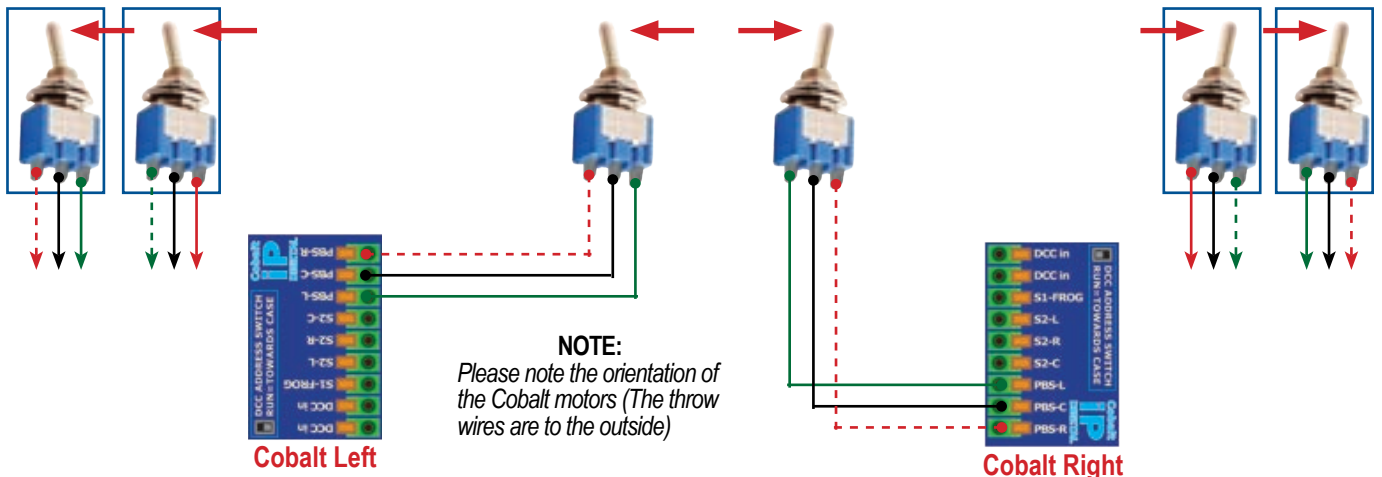 PBS-R
PBS-C
PBS-L
S2-C
S2-R
S2-L
S1-FROG
DCC in
DCC in
Cobalt
iP
DIGITAL
DCC ADDRESS SWITCH
RUN=TOWARDS CASE
Cobalt Left
NOTE:
Please note the orientation of
the Cobalt motors (The throw
wires are to the outside)
DCC in
DCC in
S1-FROG
S2-L
S2-R
S2-C
PBS-L
PBS-C
PBS-R
DCC ADDRESS SWITCH
RUN=TOWARDS CASE
Cobalt
iP
DIGITAL
Cobalt Right